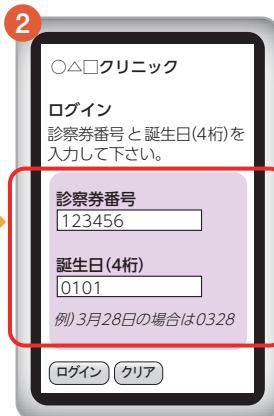 2
○△□クリニック
ログイン
診察券番号と誕生日(4桁)を
入力して下さい。
診察券番号
123456
誕生日(4桁)
0101
例)3月28日の場合は0328
ログイン クリア